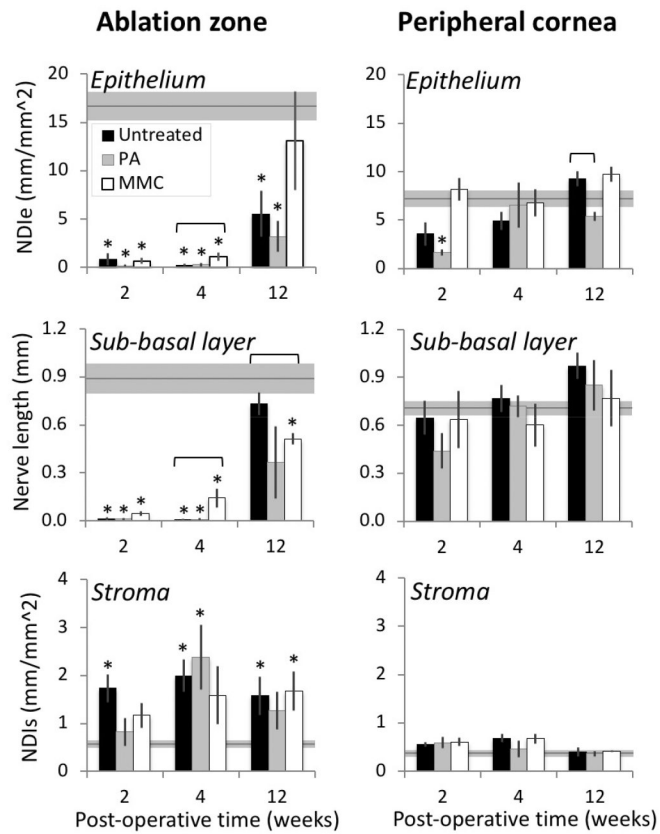 Ablation zone
Peripheral cornea
Epithelium
NDIe (mm/mm^2)
20
15
10
5
0
Untreated
PA
MMC
* * *
* * *
* *
2 4 12
Epithelium
20
15
10
5
0
*
2 4 12
Sub-basal layer
Nerve length (mm)
1.2
0.9
0.6
0.3
0.0
* * *
* * *
*
2 4 12
Sub-basal layer
1.2
0.9
0.6
0.3
0.0
2 4 12
Stroma
NDIs (mm/mm^2)
4
3
2
1
0
*
* *
* *
2 4 12
Post-operative time (weeks)
Stroma
4
3
2
1
0
2 4 12
Post-operative time (weeks)